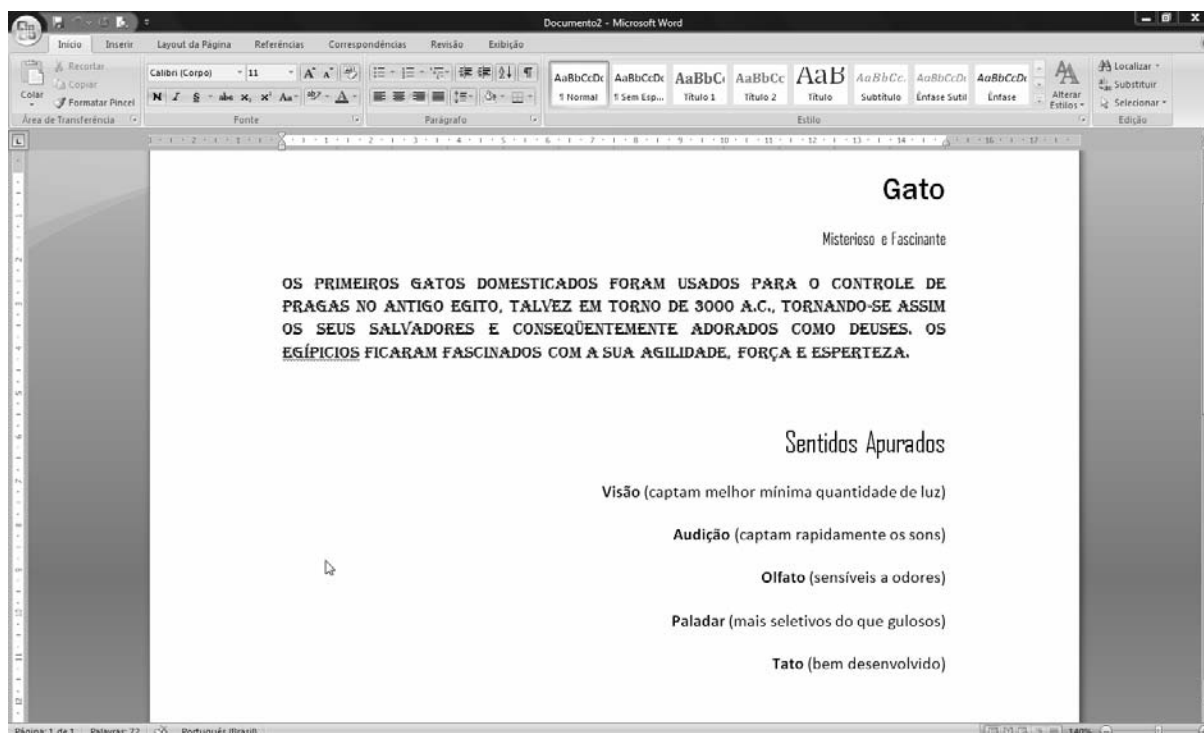 Documento2 - Microsoft Word
Início Inserir Layout da Página Referências Correspondências Revisão Exibição
Colar
Recortar
Copiar
Formatar Pincel
Área de Transferência
Calibri (Corpo) 11
N I S abe x, x² Aa
Fonte
Parágrafo
AaBbCcDc AaBbCcDc AaBbC AaBbCc AaB AaBbCc. AaBbCcDc AaBbCcDc
¶ Normal ¶ Sem Esp... Título 1 Título 2 Título Subtítulo Ênfase Sutil Ênfase
Alterar Estilos
Estilo
Localizar
Substituir
Selecionar
Edição
Gato
Misterioso e Fascinante
OS PRIMEIROS GATOS DOMESTICADOS FORAM USADOS PARA O CONTROLE DE
PRAGAS NO ANTIGO EGITO, TALVEZ EM TORNO DE 3000 A.C., TORNANDO-SE ASSIM
OS SEUS SALVADORES E CONSEQÜENTEMENTE ADORADOS COMO DEUSES. OS
EGÍPICIOS FICARAM FASCINADOS COM A SUA AGILIDADE, FORÇA E ESPERTEZA.
Sentidos Apurados
Visão (captam melhor mínima quantidade de luz)
Audição (captam rapidamente os sons)
Olfato (sensíveis a odores)
Paladar (mais seletivos do que gulosos)
Tato (bem desenvolvido)
Página: 1 de 1 Palavras: 72 Português (Brasil) 140%